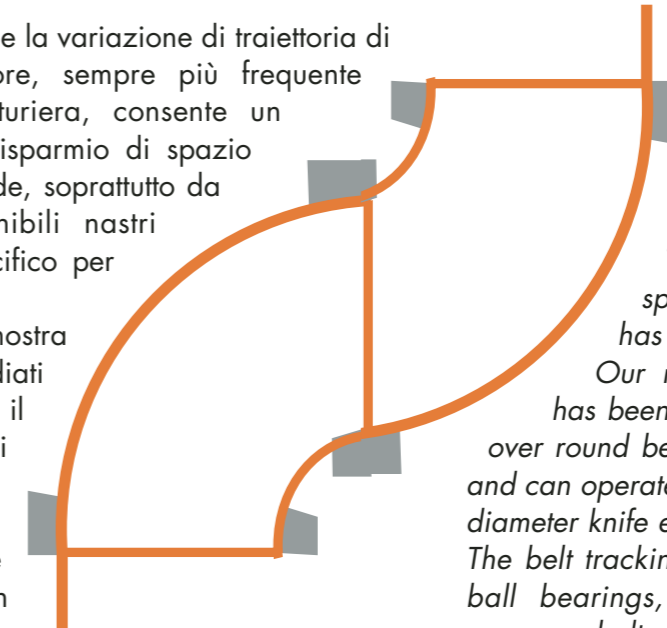 e la variazione di traiettoria di
ore, sempre più frequente
turiera, consente un
isparmio di spazio
de, soprattutto da
nibili nastri
cifico per
nostra
diati
il
i
e
n
sp
has
Our
has been
over round be
and can operate
diameter knife e
The belt trackin
ball bearings,